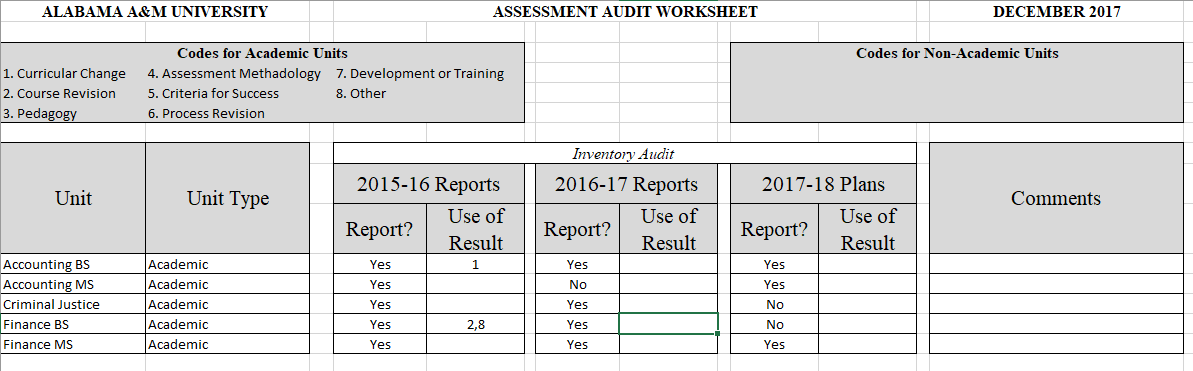 ALABAMA A&M UNIVERSITY ASSESSMENT AUDIT WORKSHEET DECEMBER 2017
Codes for Academic Units Codes for Non-Academic Units
1. Curricular Change 4. Assessment Methadology 7. Development or Training
2. Course Revision 5. Criteria for Success 8. Other
3. Pedagogy 6. Process Revision
Inventory Audit
Unit Unit Type 2015-16 Reports 2016-17 Reports 2017-18 Plans Comments
Report? Use of Result Report? Use of Result Report? Use of Result
Accounting BS Academic Yes 1 Yes Yes
Accounting MS Academic Yes No Yes
Criminal Justice Academic Yes Yes No
Finance BS Academic Yes 2,8 Yes No
Finance MS Academic Yes Yes Yes